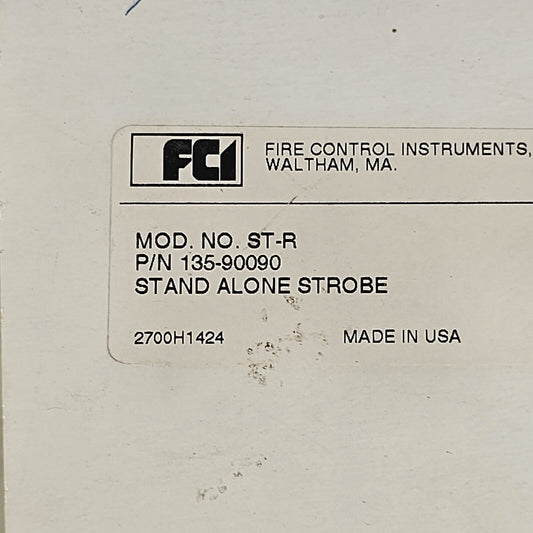 FCI
FIRE CONTROL INSTRUMENTS,
WALTHAM, MA.
MOD. NO. ST-R
P/N 135-90090
STAND ALONE STROBE
2700H1424 MADE IN USA